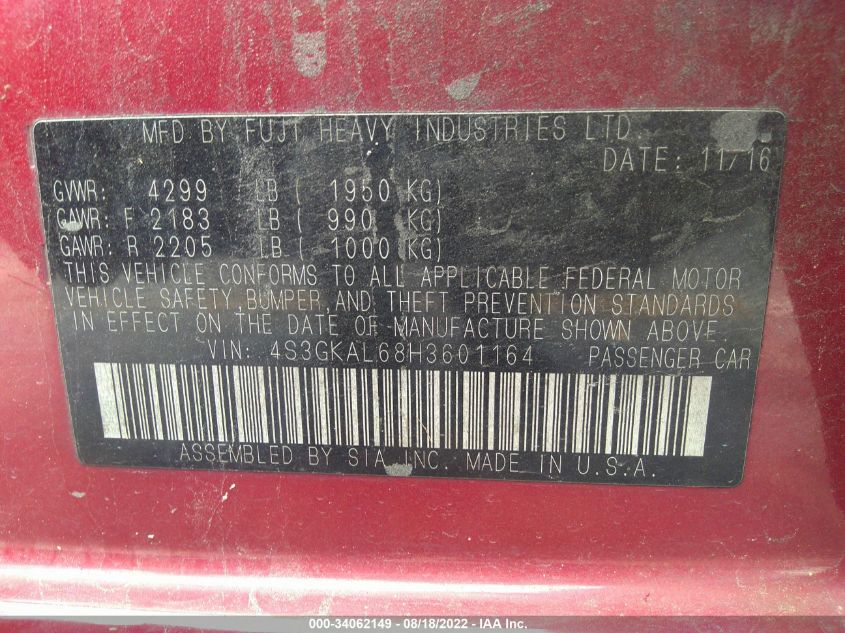 MFD BY FUJI HEAVY INDUSTRIES LTD.
DATE: 11/16
GVWR: 4299 LB ( 1950 KG)
GAWR: F 2183 LB ( 990 KG)
GAWR: R 2205 LB ( 1000 KG)
THIS VEHICLE CONFORMS TO ALL APPLICABLE FEDERAL MOTOR
VEHICLE SAFETY, BUMPER AND THEFT PREVENTION STANDARDS
IN EFFECT ON THE DATE OF MANUFACTURE SHOWN ABOVE.
VIN: 4S3GKAL68H3601164 PASSENGER CAR
ASSEMBLED BY SIA INC. MADE IN U.S.A.
000-34062149 - 08/18/2022 - IAA Inc.